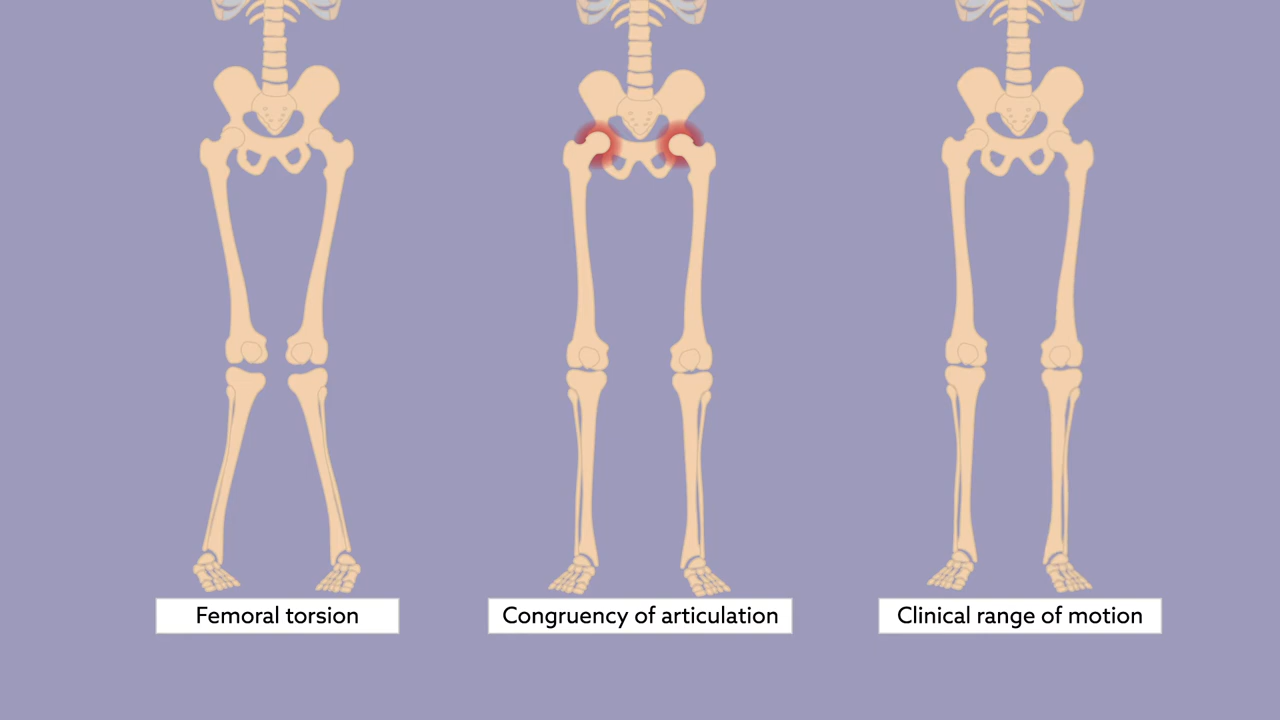 Femoral torsion
Congruency of articulation
Clinical range of motion